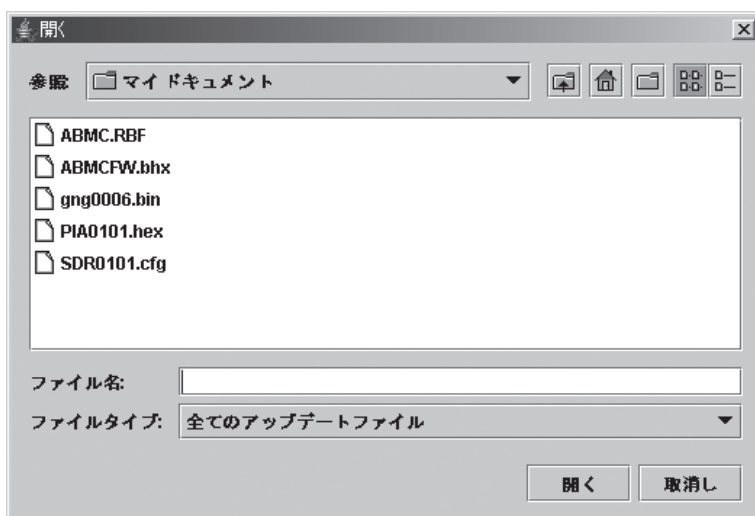 開く
参照: マイ ドキュメント
ABMC.RBF
ABMCFW.bhx
gng0006.bin
PIA0101.hex
SDR0101.cfg
ファイル名:
ファイルタイプ: 全てのアップデートファイル
開く 取消し